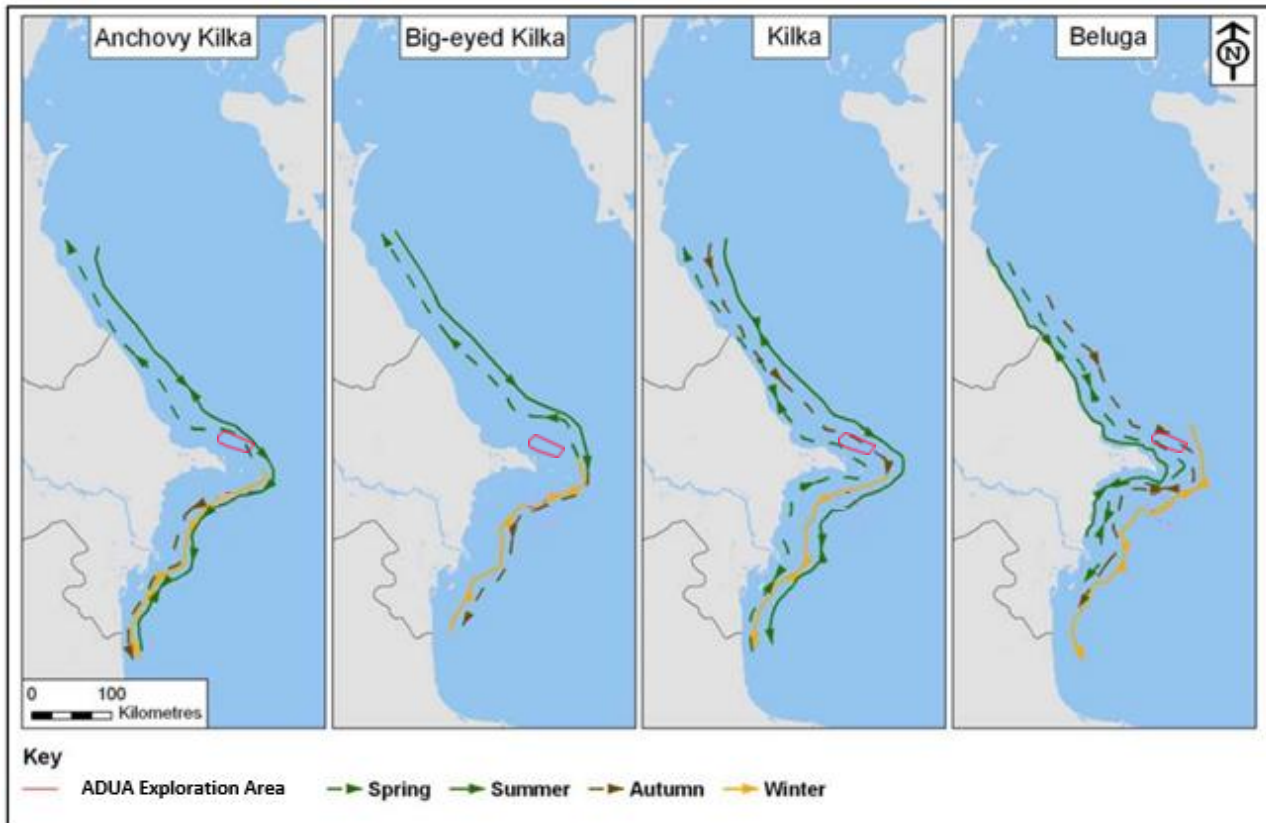 Anchovy Kilka
Big-eyed Kilka
Kilka
Beluga
N
0 100
Kilometres
Key
ADUA Exploration Area
Spring
Summer
Autumn
Winter